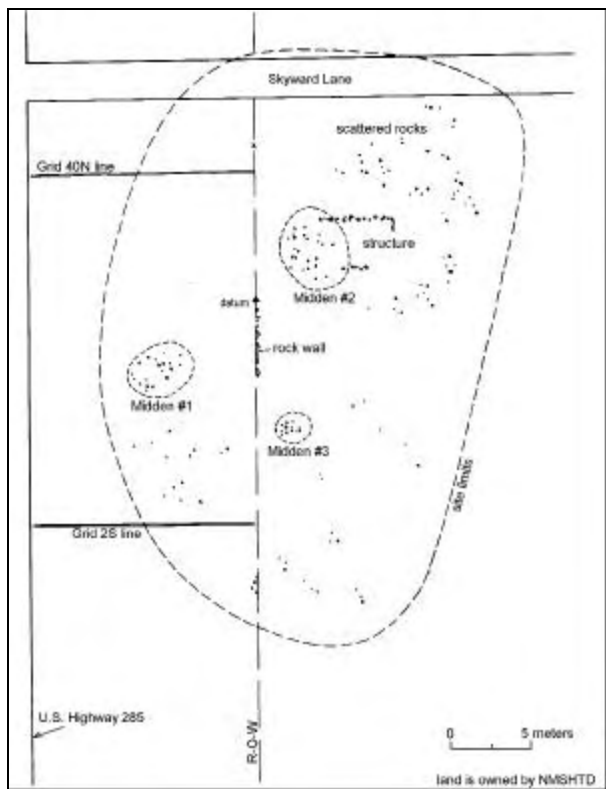 Skyward Lane
scattered rocks
Grid 40N line
structure
Midden #2
datum
rock wall
Midden #1
Midden #3
site limits
Grid 2S line
U.S. Highway 285
R-O-W
0 5 meters
land is owned by NMSHTD